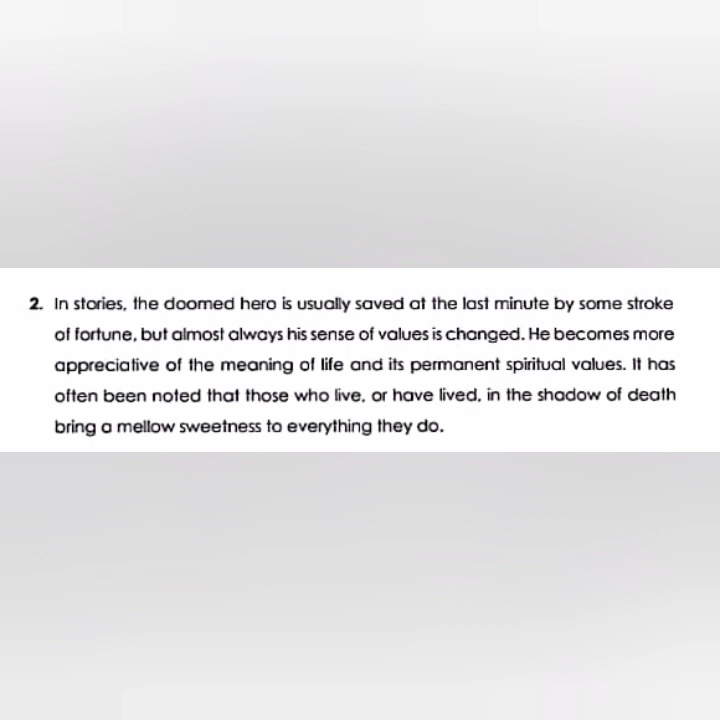 2. In stories, the doomed hero is usually saved at the last minute by some stroke
of fortune, but almost always his sense of values is changed. He becomes more
appreciative of the meaning of life and its permanent spiritual values. It has
often been noted that those who live, or have lived, in the shadow of death
bring a mellow sweetness to everything they do.